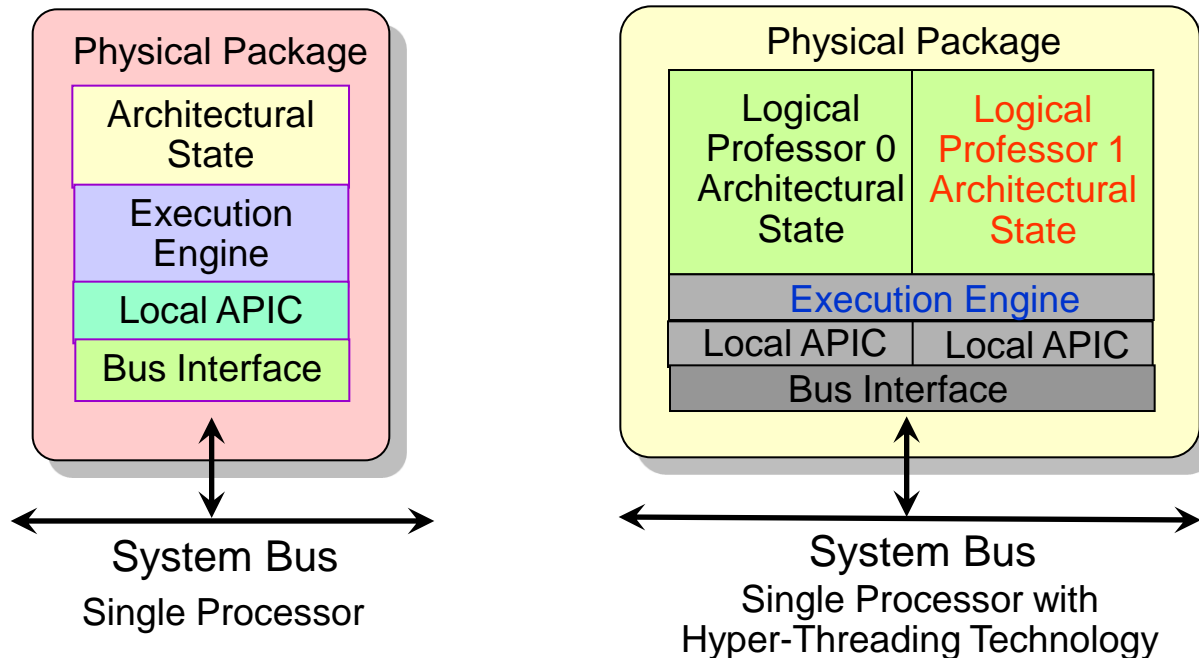 Physical Package
Architectural
State
Execution
Engine
Local APIC
Bus Interface
System Bus
Single Processor
Physical Package
Logical
Professor 0
Architectural
State
Logical
Professor 1
Architectural
State
Execution Engine
Local APIC
Local APIC
Bus Interface
System Bus
Single Processor with
Hyper-Threading Technology